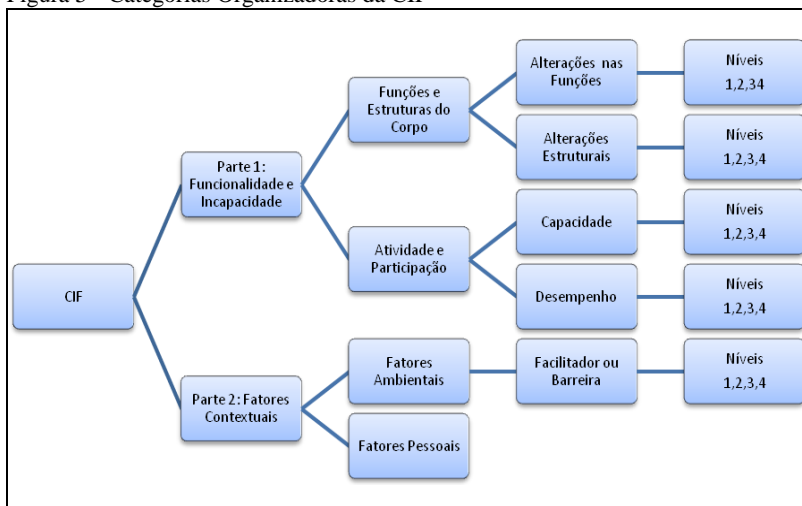 Figura 3 - Categorias Organizadoras da CIF
CIF
Parte 1:
Funcionalidade e
Incapacidade
Parte 2: Fatores
Contextuais
Funções e
Estruturas do
Corpo
Atividade e
Participação
Fatores
Ambientais
Fatores Pessoais
Alterações nas
Funções
Alterações
Estruturais
Capacidade
Desempenho
Facilitador ou
Barreira
Níveis
1,2,34
Níveis
1,2,3,4
Níveis
1,2,3,4
Níveis
1,2,3,4
Níveis
1,2,3,4